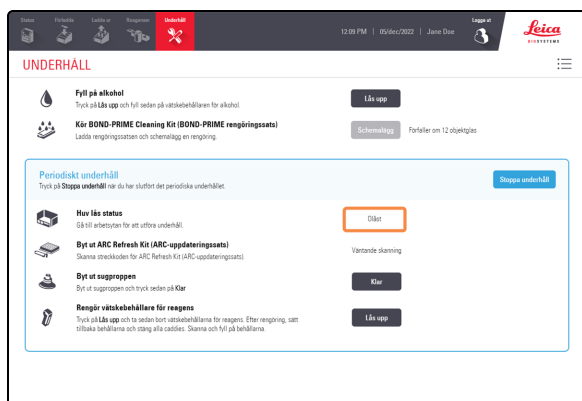 Status Förladda Ladda ur Reagenser Underhåll
12:09 PM | 05/dec/2022 | Jane Doe
Logga ut
Leica
BIOSYSTEMS
UNDERHÅLL
Fyll på alkohol
Tryck på Lås upp och fyll sedan på vätskebehållaren för alkohol.
Lås upp
Kör BOND-PRIME Cleaning Kit (BOND-PRIME rengöringssats)
Ladda rengöringssatsen och schemalägg en rengöring.
Schemalägg
Förfaller om 12 objektglas
Periodiskt underhåll
Tryck på Stoppa underhåll när du har slutfört det periodiska underhållet.
Stoppa underhåll
Huv lås status
Gå till arbetsytan för att utföra underhåll.
Olåst
Byt ut ARC Refresh Kit (ARC-uppdateringssats)
Skanna streckkoden för ARC Refresh Kit (ARC-uppdateringssats).
Väntande skanning
Byt ut sugproppen
Byt ut sugproppen och tryck sedan på Klar
Klar
Rengör vätskebehållare för reagens
Tryck på Lås upp och ta sedan bort vätskebehållarna för reagens. Efter rengöring, sätt
tillbaka behållarna och stäng alla caddies. Skanna och fyll på behållarna.
Lås upp